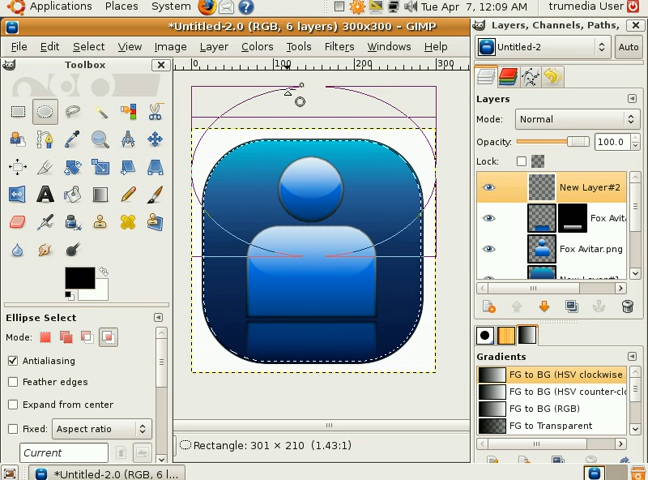 Applications Places System Tue Apr 7, 12:09 AM trumedia User
*Untitled-2.0 (RGB, 6 layers) 300x300 – GIMP
File Edit Select View Image Layer Colors Tools Filters Windows Help
Toolbox
0 100 200 300
Ellipse Select
Mode:
Antialiasing
Feather edges
Expand from center
Fixed: Aspect ratio
Current
Rectangle: 301 × 210 (1.43:1)
Layers, Channels, Paths,
Untitled-2 Auto
Layers
Mode: Normal
Opacity: 100.0
Lock:
New Layer#2
Fox Avita
Fox Avitar.png
New Layer#1
Gradients
FG to BG (HSV clockwise
FG to BG (HSV counter-clo
FG to BG (RGB)
FG to Transparent
*Untitled-2.0 (RGB, 6 l...